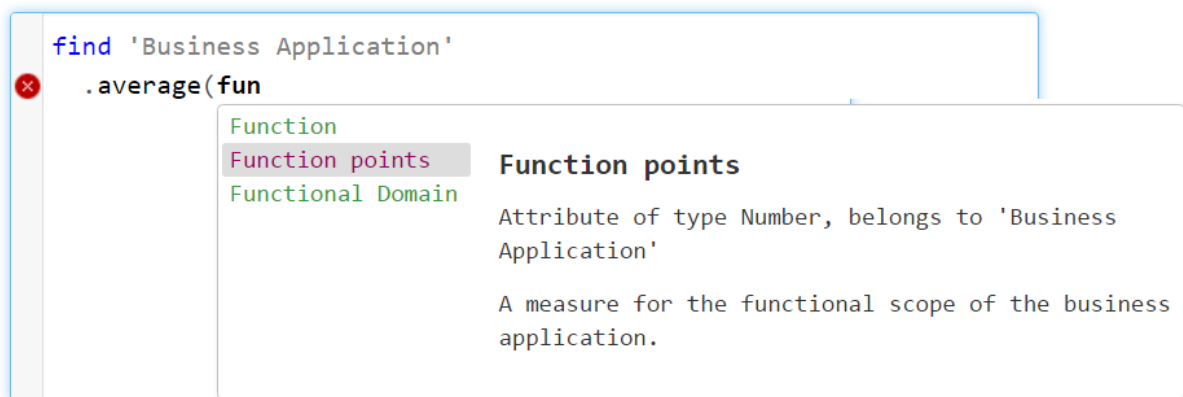 find 'Business Application'
.average(fun
Function
Function points
Functional Domain
Function points
Attribute of type Number, belongs to 'Business
Application'
A measure for the functional scope of the business
application.